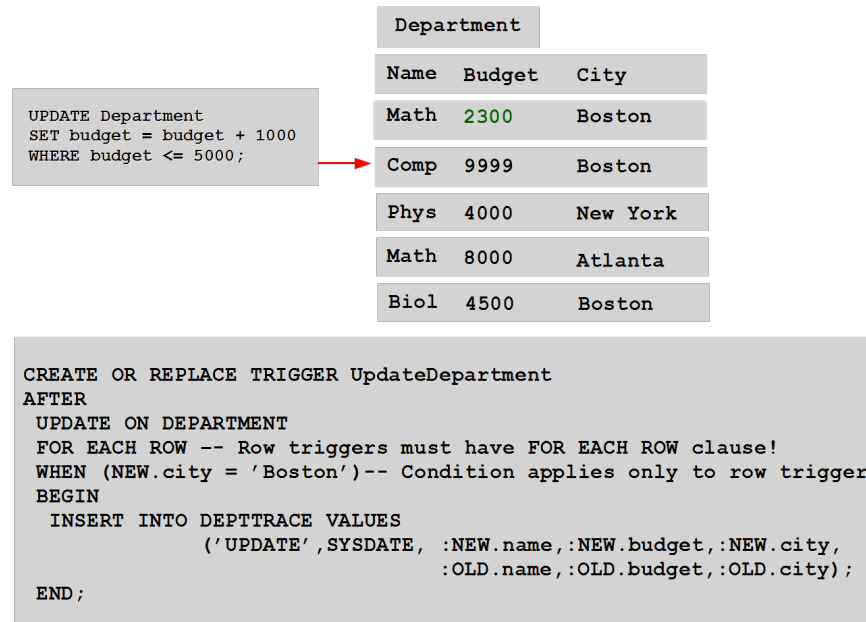 Department
Name Budget City
UPDATE Department
SET budget = budget + 1000
WHERE budget <= 5000;
Math 2300 Boston
Comp 9999 Boston
Phys 4000 New York
Math 8000 Atlanta
Biol 4500 Boston
CREATE OR REPLACE TRIGGER UpdateDepartment
AFTER
UPDATE ON DEPARTMENT
FOR EACH ROW -- Row triggers must have FOR EACH ROW clause!
WHEN (NEW.city = ’Boston’)-- Condition applies only to row trigger
BEGIN
INSERT INTO DEPTTRACE VALUES
(’UPDATE’,SYSDATE, :NEW.name,:NEW.budget,:NEW.city,
:OLD.name,:OLD.budget,:OLD.city);
END;